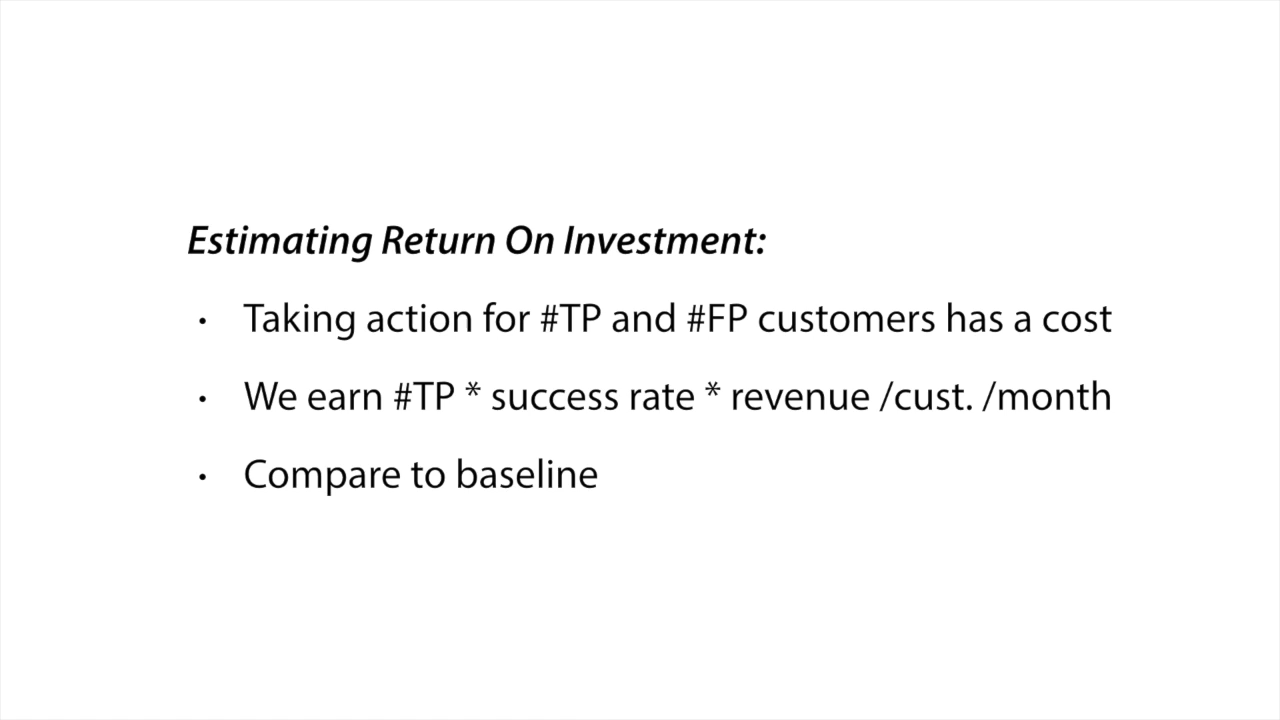 Estimating Return On Investment:
· Taking action for #TP and #FP customers has a cost
· We earn #TP * success rate * revenue /cust. /month
· Compare to baseline